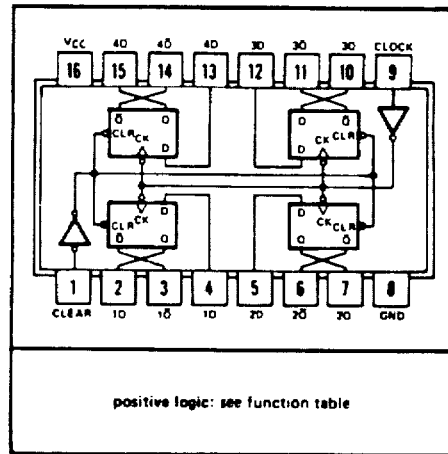 VCC 4Q 4Q̄ 4D 3D 3Q̄ 3Q CLOCK
16 15 14 13 12 11 10 9
Q̄ Q Q Q̄
CLR CK D D CK CLR
CLR CK D D CK CLR
Q̄ Q Q Q̄
1 2 3 4 5 6 7 8
CLEAR 1Q 1Q̄ 1D 2D 2Q̄ 2Q GND
positive logic: see function table